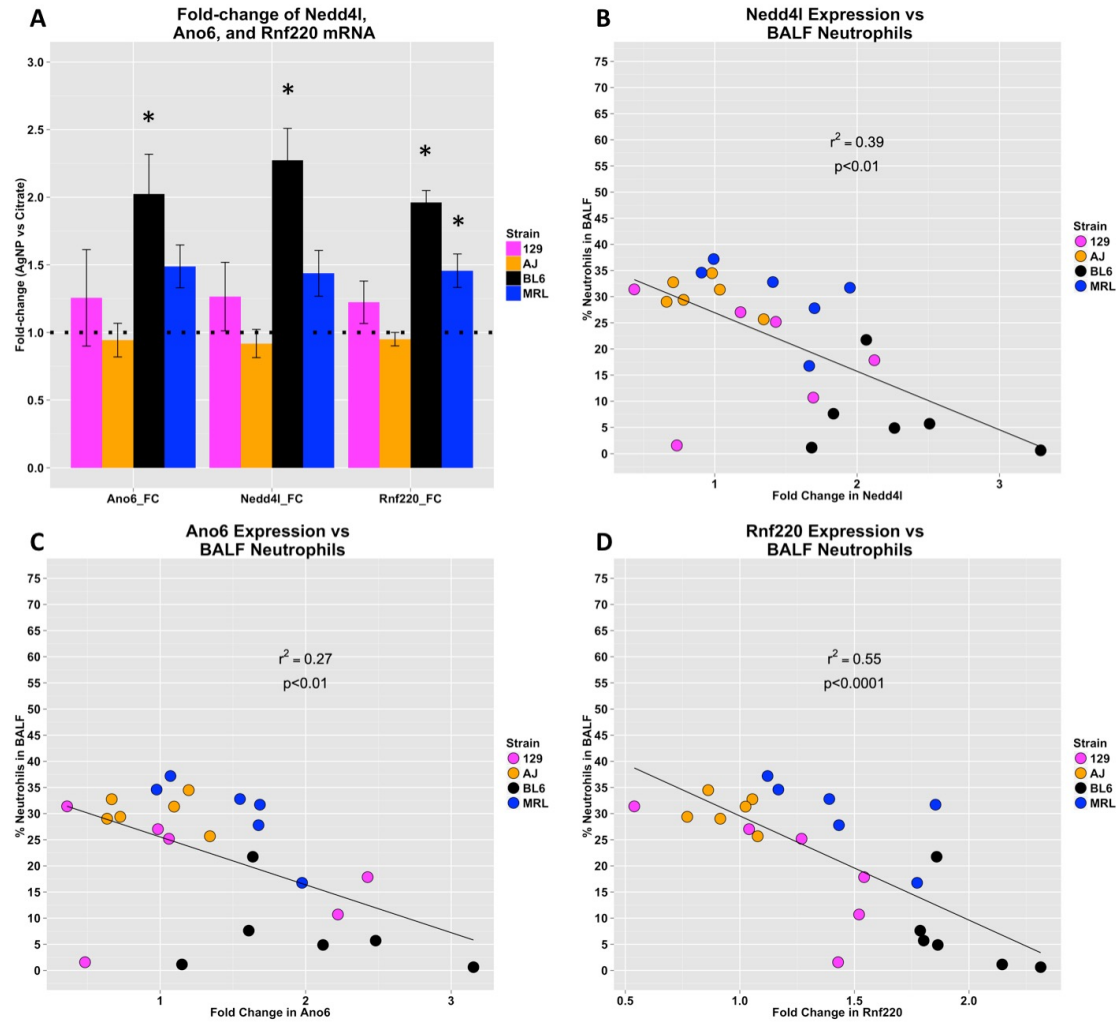 A
Fold-change of Nedd4l,
Ano6, and Rnf220 mRNA
Fold-change (AgNP vs Citrate)
3.0
2.5
2.0
1.5
1.0
0.5
0.0
*
*
*
*
Ano6_FC
Nedd4l_FC
Rnf220_FC
Strain
129
AJ
BL6
MRL
B
Nedd4l Expression vs
BALF Neutrophils
% Neutrophils in BALF
75
70
65
60
55
50
45
40
35
30
25
20
15
10
5
0
r² = 0.39
p<0.01
1
2
3
Fold Change in Nedd4l
Strain
129
AJ
BL6
MRL
C
Ano6 Expression vs
BALF Neutrophils
% Neutrophils in BALF
75
70
65
60
55
50
45
40
35
30
25
20
15
10
5
0
r² = 0.27
p<0.01
1
2
3
Fold Change in Ano6
Strain
129
AJ
BL6
MRL
D
Rnf220 Expression vs
BALF Neutrophils
% Neutrophils in BALF
75
70
65
60
55
50
45
40
35
30
25
20
15
10
5
0
r² = 0.55
p<0.0001
0.5
1.0
1.5
2.0
Fold Change in Rnf220
Strain
129
AJ
BL6
MRL